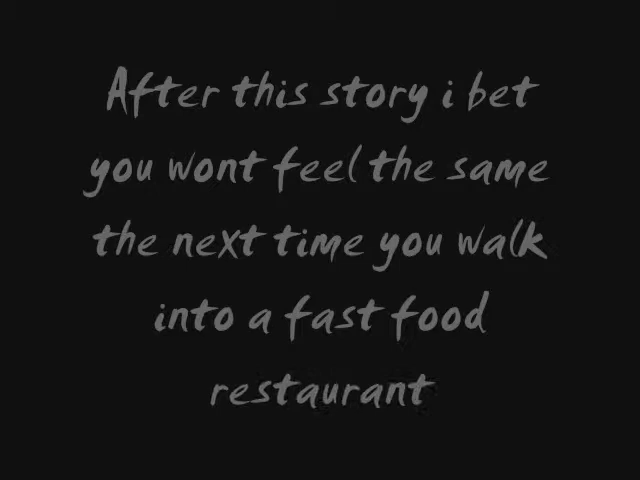 After this story i bet
you wont feel the same
the next time you walk
into a fast food
restaurant